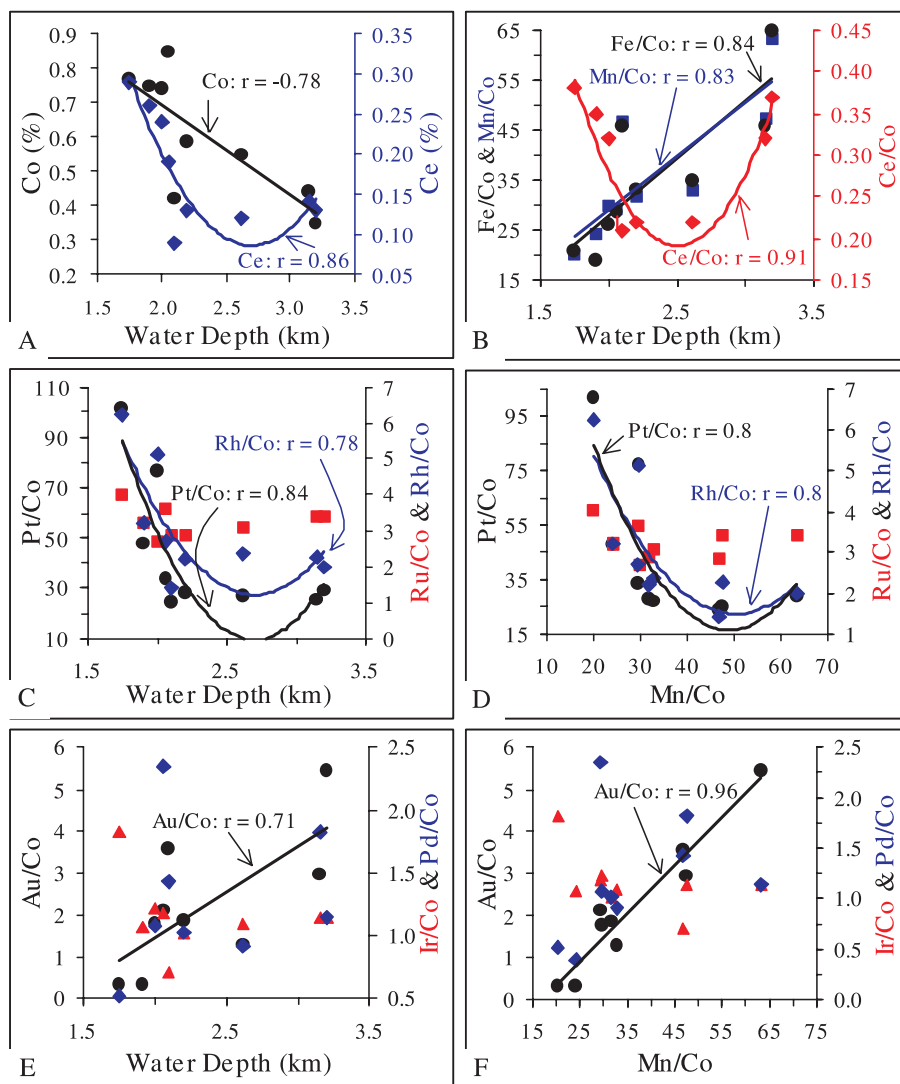 0.9
0.8
0.7
0.6
0.5
0.4
0.3
0.2
Co (%)
0.35
0.30
0.25
0.20
0.15
0.10
0.05
Ce (%)
Co: r = -0.78
Ce: r = 0.86
1.5 2.0 2.5 3.0 3.5
Water Depth (km)
A
65
55
45
35
25
15
Fe/Co & Mn/Co
0.45
0.40
0.35
0.30
0.25
0.20
0.15
Ce/Co
Fe/Co: r = 0.84
Mn/Co: r = 0.83
Ce/Co: r = 0.91
1.5 2.5 3.5
Water Depth (km)
B
110
90
70
50
30
10
Pt/Co
7
6
5
4
3
2
1
0
Ru/Co & Rh/Co
Rh/Co: r = 0.78
Pt/Co: r = 0.84
1.5 2.5 3.5
Water Depth (km)
C
95
75
55
35
15
Pt/Co
7
6
5
4
3
2
1
Ru/Co & Rh/Co
Pt/Co: r = 0.8
Rh/Co: r = 0.8
10 20 30 40 50 60 70
Mn/Co
D
6
5
4
3
2
1
0
Au/Co
2.5
2.0
1.5
1.0
0.5
Ir/Co & Pd/Co
Au/Co: r = 0.71
1.5 2.0 2.5 3.0 3.5
Water Depth (km)
E
6
5
4
3
2
1
0
Au/Co
2.5
2.0
1.5
1.0
0.5
0.0
Ir/Co & Pd/Co
Au/Co: r = 0.96
15 25 35 45 55 65 75
Mn/Co
F